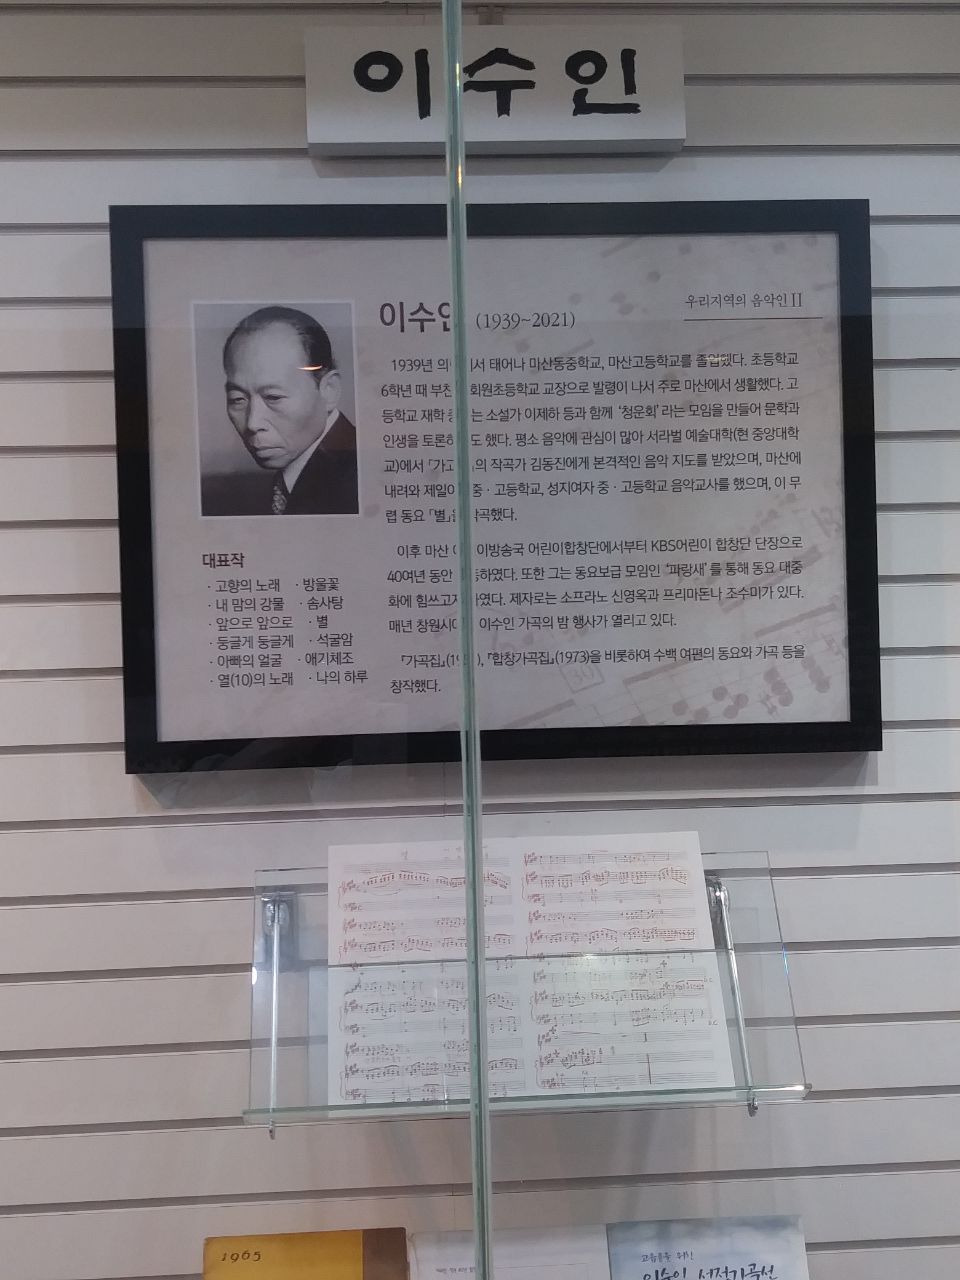 이수인
우리지역의 음악인 II
이수인 (1939~2021)
1939년 태어나 마산동중학교, 마산고등학교를 졸업했다. 초등학교
6학년 때 회원초등학교 교장으로 발령이 나서 주로 마산에서 생활했다. 고
등학교 재학 는 소설가 이제하 등과 함께 '청운회' 라는 모임을 만들어 문학과
인생을 토론하 도 했다. 평소 음악에 관심이 많아 서라벌 예술대학(현 중앙대학
교)에서 「가고 의 작곡가 김동진에게 본격적인 음악 지도를 받았으며, 마산에
내려와 중 · 고등학교, 성지여자 중 · 고등학교 음악교사를 했으며, 이 무
렵 동요 「별」을 작곡했다.
이후 마산 방송국 어린이합창단에서부터 KBS어린이 합창단 단장으로
40여년 동안 하였다. 또한 그는 동요보급 모임인 '파랑새' 를 통해 동요 대중
화에 힘쓰고자 하였다. 제자로는 소프라노 신영옥과 프리마돈나 조수미가 있다.
매년 창원시 이수인 가곡의 밤 행사가 열리고 있다.
『가곡집』 『합창가곡집』(1973)을 비롯하여 수백 여편의 동요와 가곡 등을
창작했다.
대표작
· 고향의 노래 · 방울꽃
· 내 맘의 강물 · 솜사탕
· 앞으로 앞으로 · 별
· 둥글게 둥글게 · 석굴암
· 아빠의 얼굴 · 얘기체조
· 열(10)의 노래 · 나의 하루
별
D.C
1965
이수인 서정가곡선